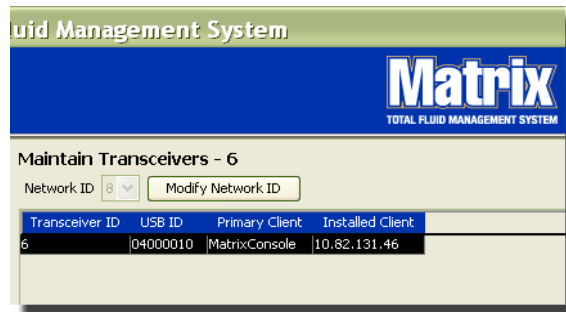 luid Management System
Matrix
TOTAL FLUID MANAGEMENT SYSTEM
Maintain Transceivers - 6
Network ID 8 Modify Network ID
Transceiver ID USB ID Primary Client Installed Client
6 04000010 MatrixConsole 10.82.131.46